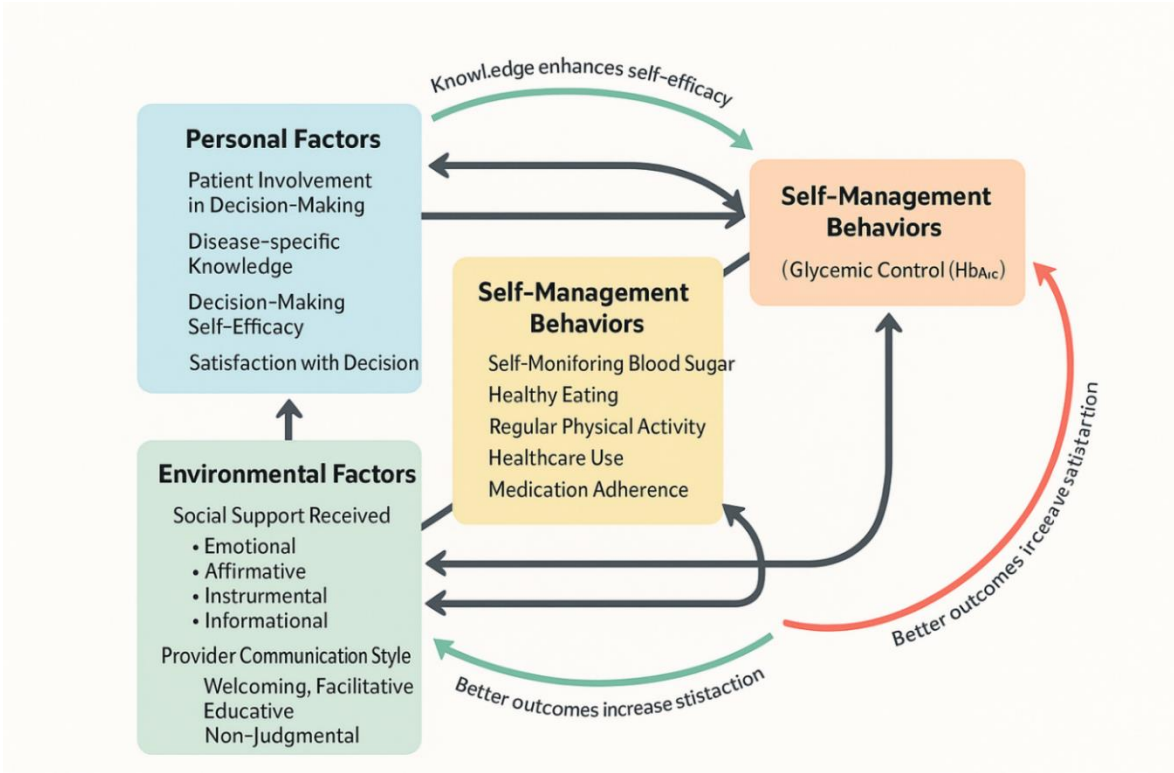 Knowl.edge enhances self-efficacy
Personal Factors
Patient Involvement
in Decision-Making
Disease-specific
Knowledge
Decision-Making
Self-Efficacy
Satisfaction with Decision
Self-Management
Behaviors
(Glycemic Control (HbA1c)
Self-Management
Behaviors
Self-Moniforing Blood Sugar
Healthy Eating
Regular Physical Activity
Healthcare Use
Medication Adherence
Environmental Factors
Social Support Received
• Emotional
• Affirmative
• Instrurmental
• Informational
Provider Communication Style
Welcoming, Facilitative
Educative
Non-Judgmental
Better outcomes increase stistaction
Better outcomes